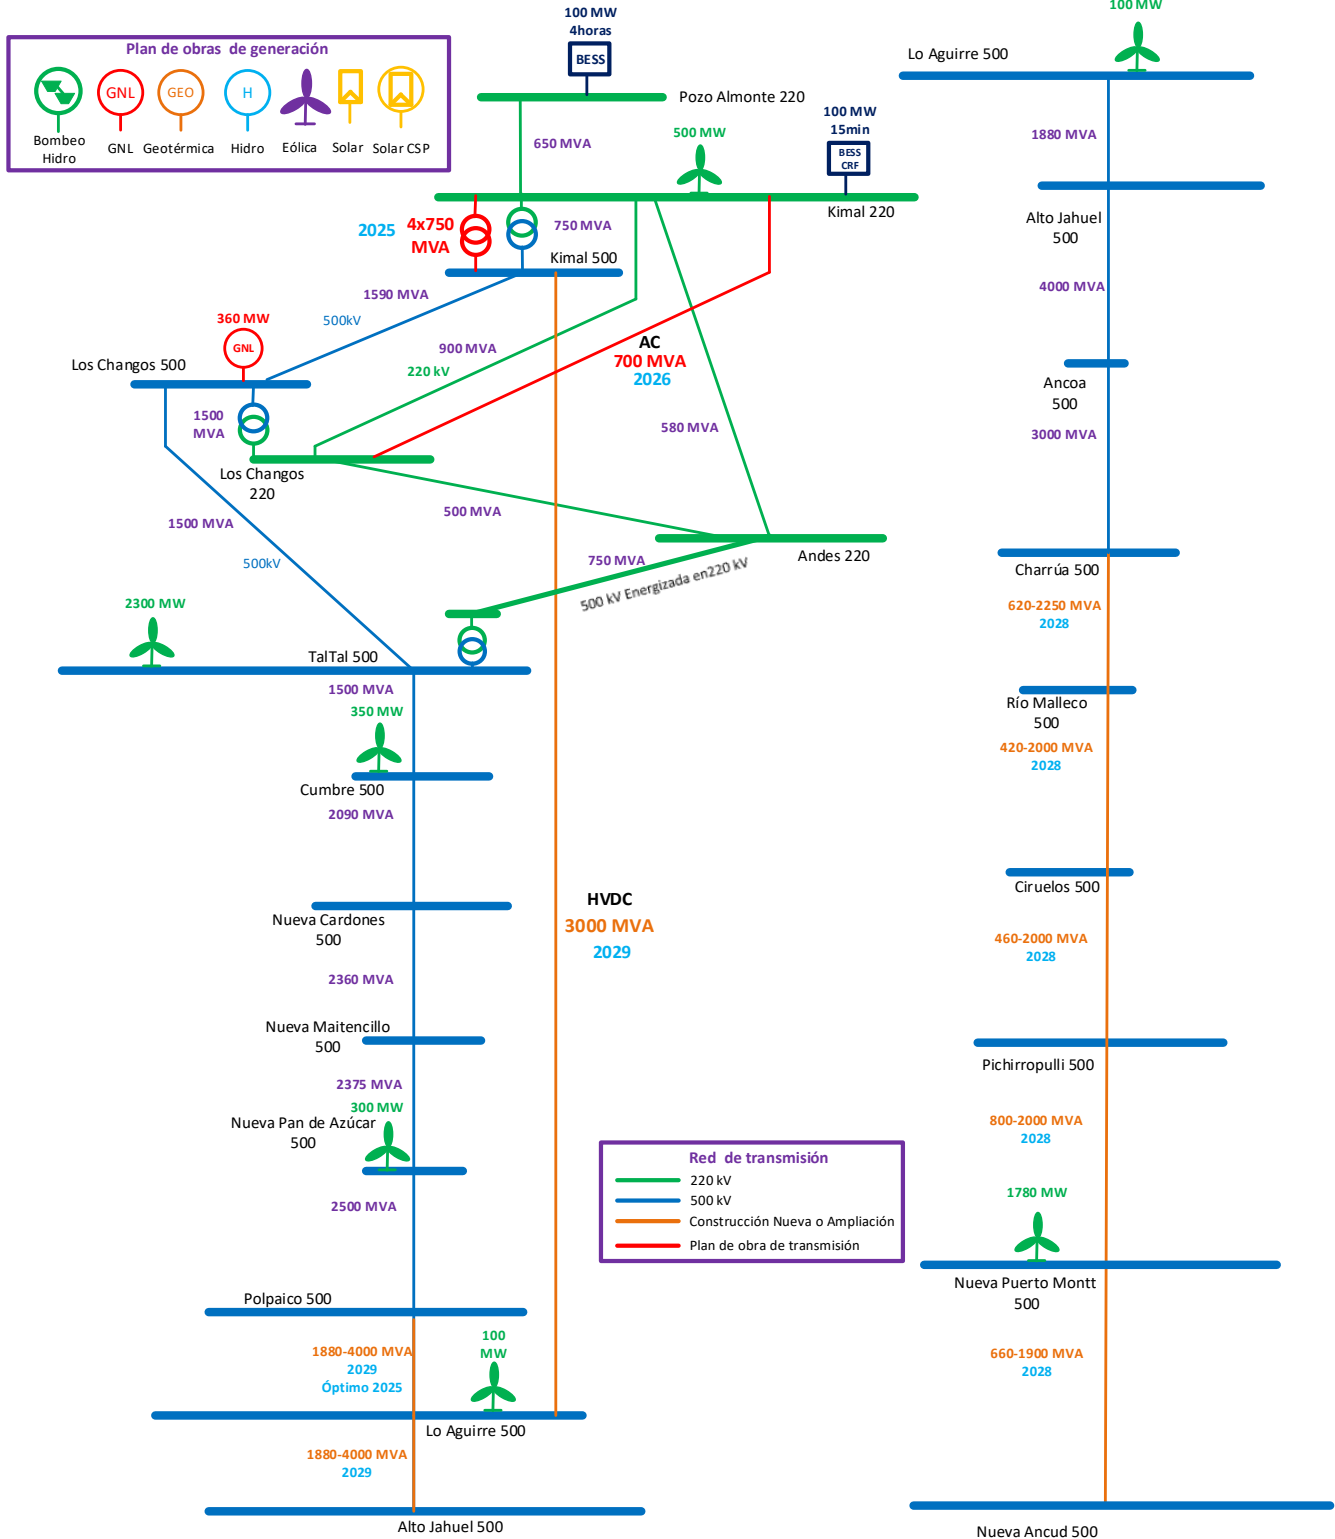 Plan de obras de generación
GNL
GEO
H
Bombeo
Hidro
GNL
Geotérmica
Hidro
Eólica
Solar
Solar CSP
100 MW
4horas
BESS
Pozo Almonte 220
650 MVA
500 MW
100 MW
15min
BESS
CRF
Kimal 220
2025
4x750
MVA
750 MVA
Kimal 500
1590 MVA
500kV
360 MW
GNL
Los Changos 500
900 MVA
220 kV
AC
700 MVA
2026
1500
MVA
580 MVA
Los Changos
220
500 MVA
1500 MVA
500kV
Andes 220
750 MVA
500 kV Energizada en220 kV
2300 MW
TalTal 500
1500 MVA
350 MW
Cumbre 500
2090 MVA
Nueva Cardones
500
HVDC
3000 MVA
2029
2360 MVA
Nueva Maitencillo
500
2375 MVA
300 MW
Nueva Pan de Azúcar
500
2500 MVA
Polpaico 500
1880-4000 MVA
2029
Óptimo 2025
100
MW
Lo Aguirre 500
1880-4000 MVA
2029
Alto Jahuel 500
Red de transmisión
220 kV
500 kV
Construcción Nueva o Ampliación
Plan de obra de transmisión
100 MW
Lo Aguirre 500
1880 MVA
Alto Jahuel
500
4000 MVA
Ancoa
500
3000 MVA
Charrúa 500
620-2250 MVA
2028
Río Malleco
500
420-2000 MVA
2028
Ciruelos 500
460-2000 MVA
2028
Pichirropulli 500
800-2000 MVA
2028
1780 MW
Nueva Puerto Montt
500
660-1900 MVA
2028
Nueva Ancud 500